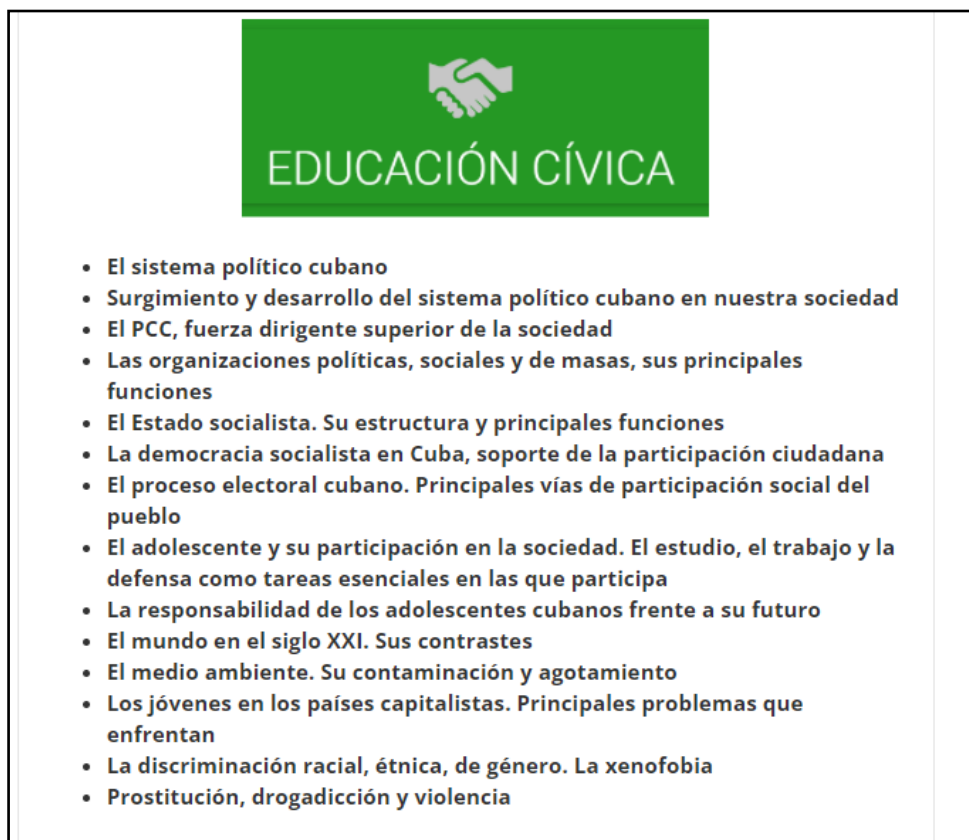 EDUCACIÓN CÍVICA
• El sistema político cubano
• Surgimiento y desarrollo del sistema político cubano en nuestra sociedad
• El PCC, fuerza dirigente superior de la sociedad
• Las organizaciones políticas, sociales y de masas, sus principales
funciones
• El Estado socialista. Su estructura y principales funciones
• La democracia socialista en Cuba, soporte de la participación ciudadana
• El proceso electoral cubano. Principales vías de participación social del
pueblo
• El adolescente y su participación en la sociedad. El estudio, el trabajo y la
defensa como tareas esenciales en las que participa
• La responsabilidad de los adolescentes cubanos frente a su futuro
• El mundo en el siglo XXI. Sus contrastes
• El medio ambiente. Su contaminación y agotamiento
• Los jóvenes en los países capitalistas. Principales problemas que
enfrentan
• La discriminación racial, étnica, de género. La xenofobia
• Prostitución, drogadicción y violencia